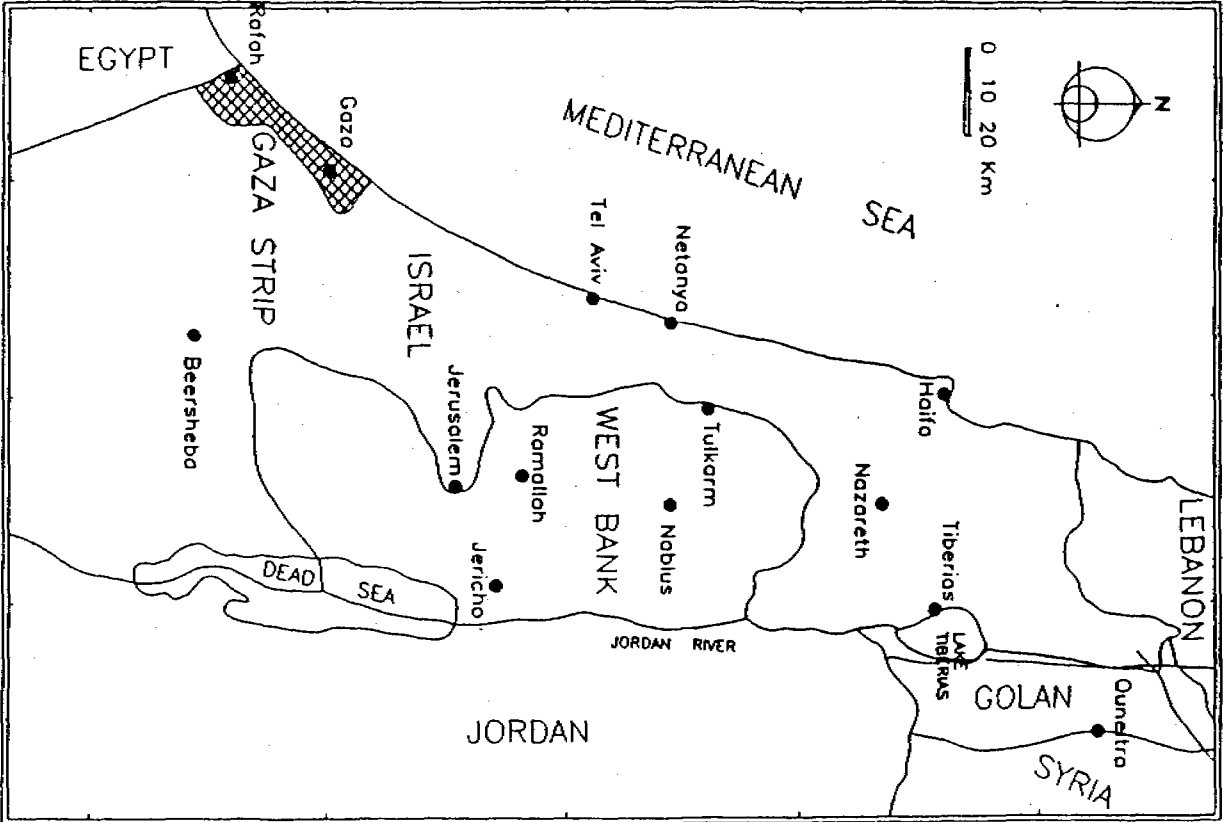 N
0 10 20 Km
MEDITERRANEAN
SEA
LEBANON
Haifa
Nazareth
Tiberias
LAKE
TIBERIAS
Quneitra
GOLAN
SYRIA
Netanya
Tel Aviv
Tulkarm
Nablus
WEST BANK
Ramallah
Jerusalem
Jericho
JORDAN RIVER
ISRAEL
Gaza
Rafah
GAZA STRIP
EGYPT
Beersheba
DEAD
SEA
JORDAN